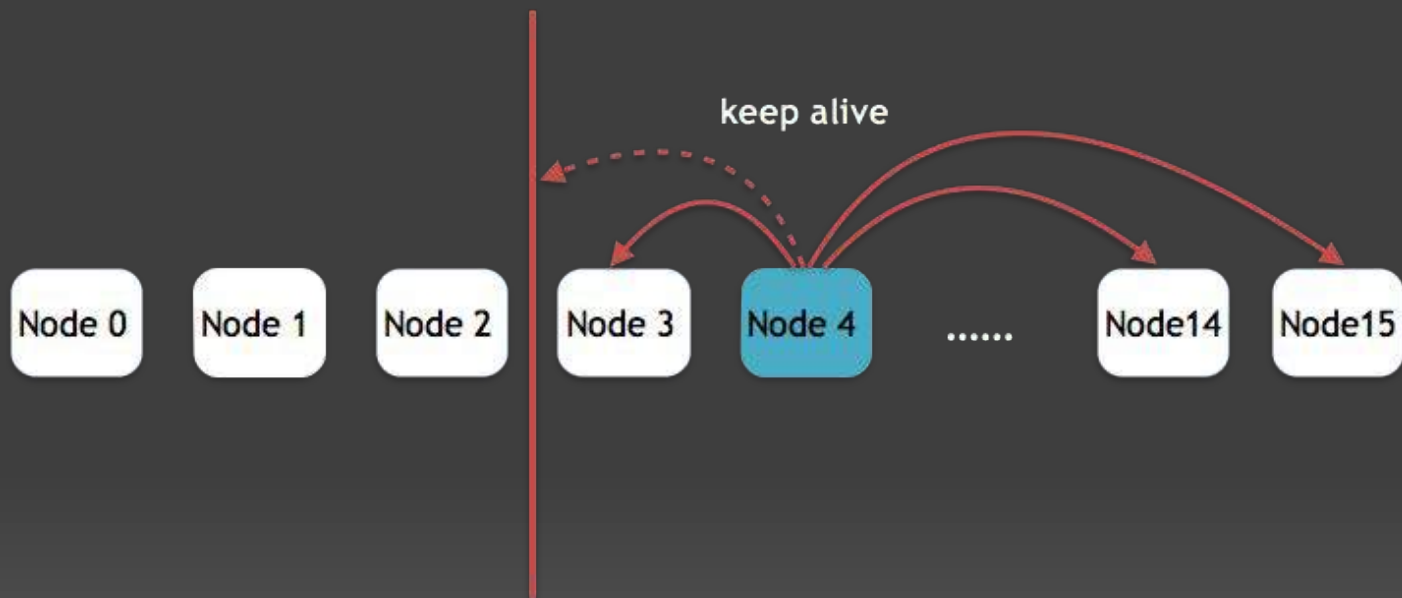 keep alive
Node 0
Node 1
Node 2
Node 3
Node 4
......
Node14
Node15